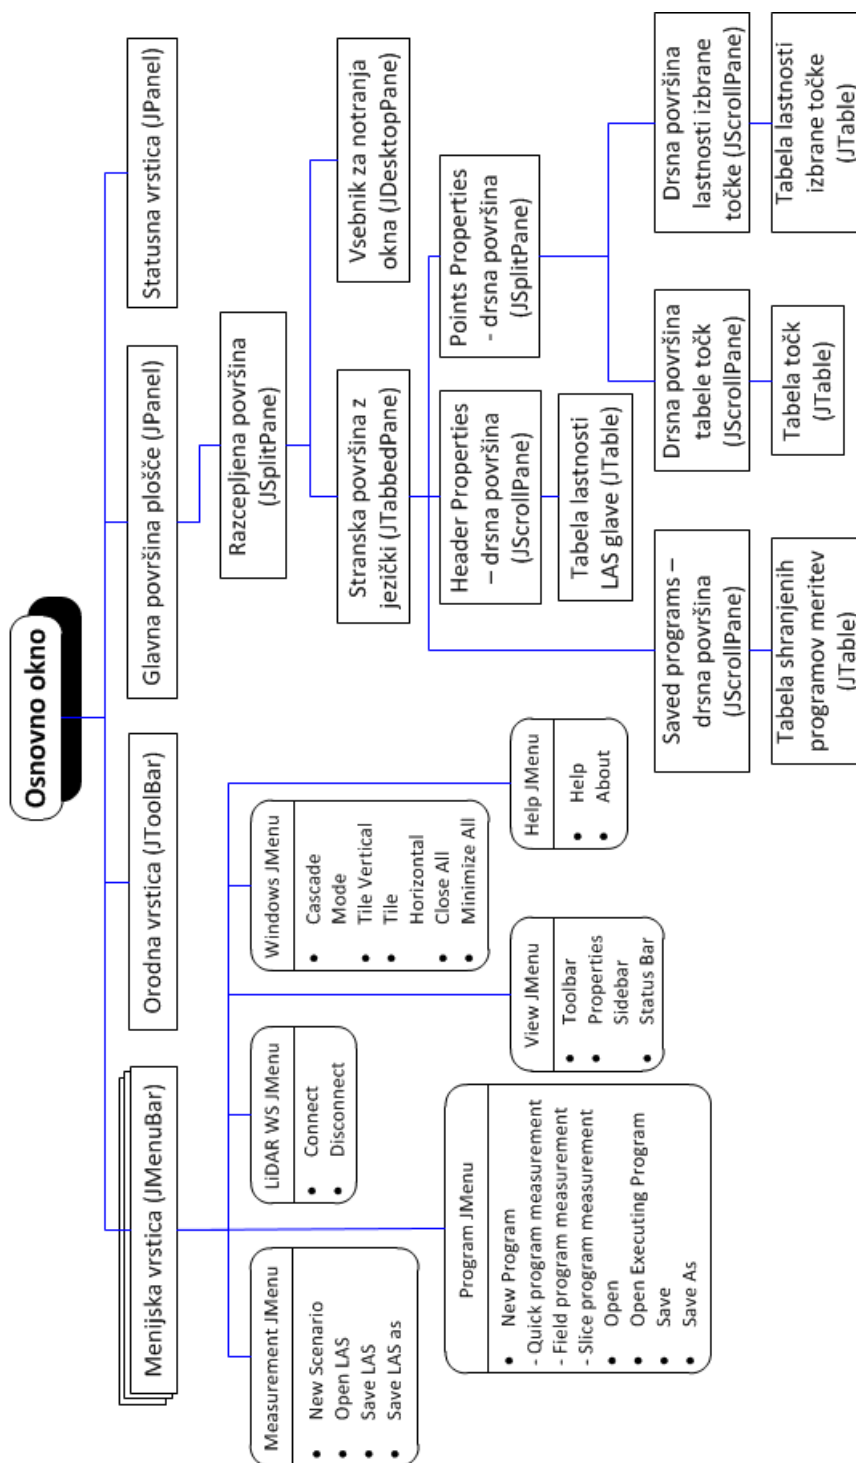 Osnovno okno
Menijska vrstica (JMenuBar)
Orodna vrstica (JToolBar)
Glavna površina plošče (JPanel)
Statusna vrstica (JPanel)
Measurement JMenu
• New Scenario
• Open LAS
• Save LAS
• Save LAS as
LiDAR WS JMenu
• Connect
• Disconnect
Windows JMenu
• Cascade
Mode
• Tile Vertical
• Tile
Horizontal
• Close All
• Minimize All
Program JMenu
• New Program
- Quick program measurement
- Field program measurement
- Slice program measurement
• Open
• Open Executing Program
• Save
• Save As
View JMenu
• Toolbar
• Properties
Sidebar
• Status Bar
Help JMenu
• Help
• About
Razcepljena površina
(JSplitPane)
Stranska površina z
jezički (JTabbedPane)
Vsebnik za notranja
okna (JDesktopPane)
Header Properties
– drsna površina
(JScrollPane)
Points Properties
- drsna površina
(JSplitPane)
Tabela lastnosti
LAS glave (JTable)
Saved programs –
drsna površina
(JScrollPane)
Drsna površina
tabele točk
(JScrollPane)
Drsna površina
lastnosti izbrane
točke (JScrollPane)
Tabela shranjenih
programov meritev
(JTable)
Tabela točk
(JTable)
Tabela lastnosti
izbrane točke
(JTable)